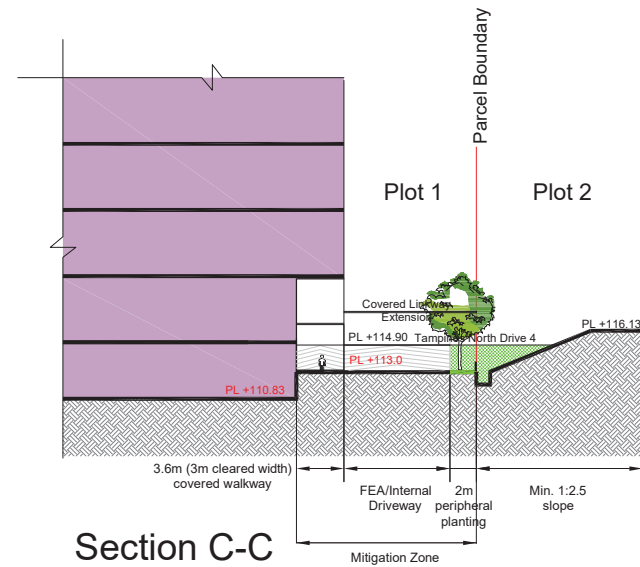 Parcel Boundary
Plot 1
Plot 2
Covered Linkway
Extension
PL +116.13
PL +114.90
Tampines North Drive 4
PL +113.0
PL +110.83
3.6m (3m cleared width)
covered walkway
FEA/Internal
Driveway
2m
peripheral
planting
Min. 1:2.5
slope
Section C-C
Mitigation Zone